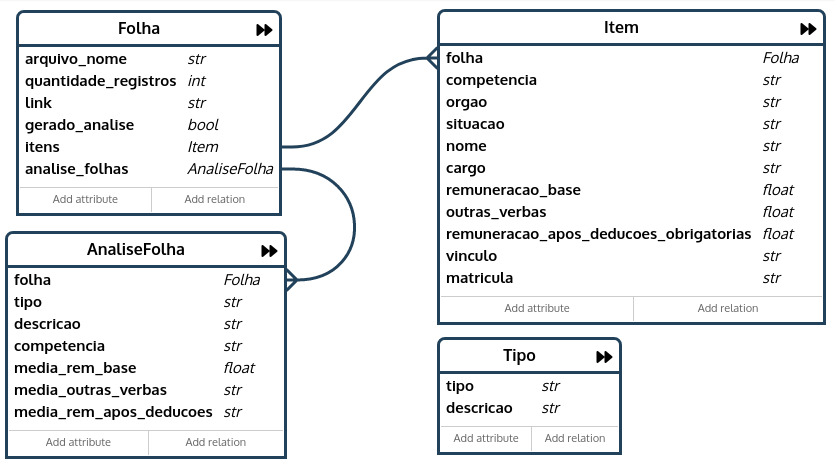 Folha
arquivo_nome str
quantidade_registros int
link str
gerado_analise bool
itens Item
analise_folhas AnaliseFolha
Add attribute Add relation
AnaliseFolha
folha Folha
tipo str
descricao str
competencia str
media_rem_base float
media_outras_verbas str
media_rem_apos_deducoes str
Add attribute Add relation
Item
folha Folha
competencia str
orgao str
situacao str
nome str
cargo str
remuneracao_base float
outras_verbas float
remuneracao_apos_deducoes_obrigatorias float
vinculo str
matricula str
Add attribute Add relation
Tipo
tipo str
descricao str
Add attribute Add relation